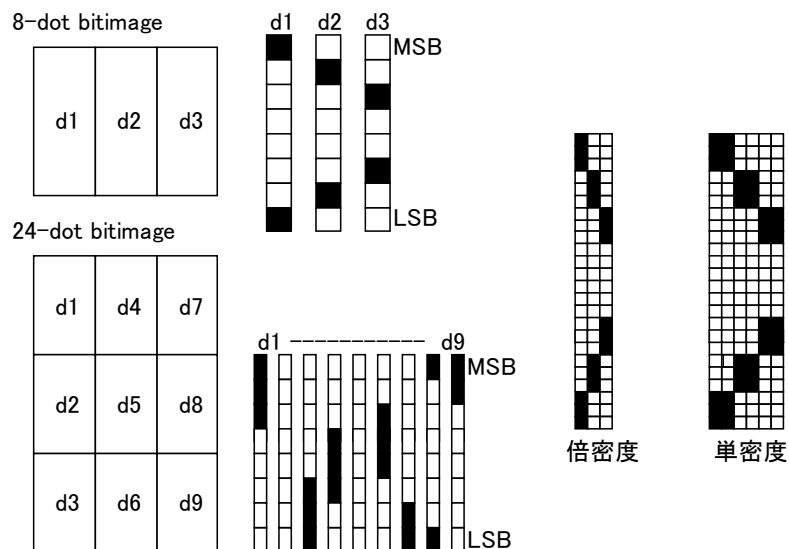 8-dot bitimage
d1 d2 d3
d1 d2 d3
MSB
LSB
24-dot bitimage
d1 d4 d7
d2 d5 d8
d3 d6 d9
d1 ----------- d9
MSB
LSB
倍密度
単密度